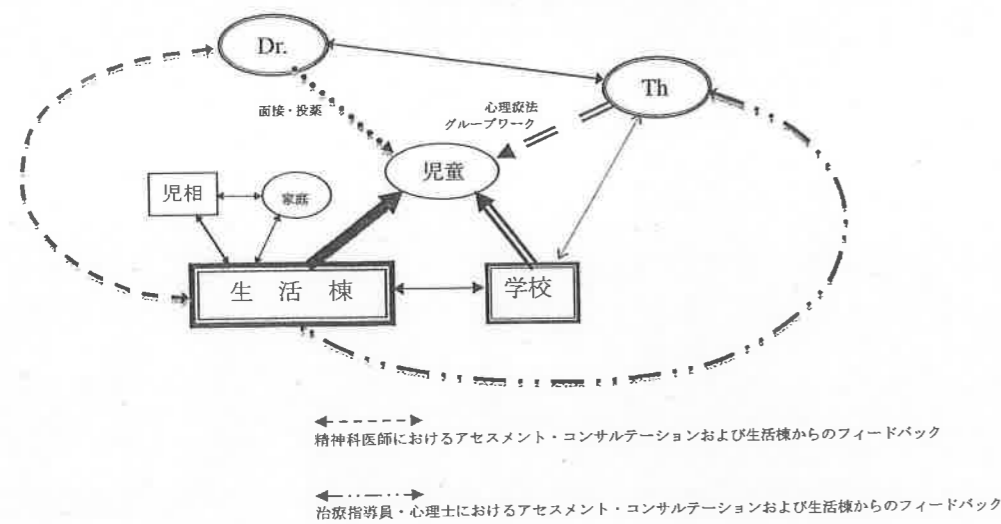 Dr.
Th
面接・投薬
心理療法
グループワーク
児童
児相
家庭
生活棟
学校
精神科医師におけるアセスメント・コンサルテーションおよび生活棟からのフィードバック
治療指導員・心理士におけるアセスメント・コンサルテーションおよび生活棟からのフィードバック